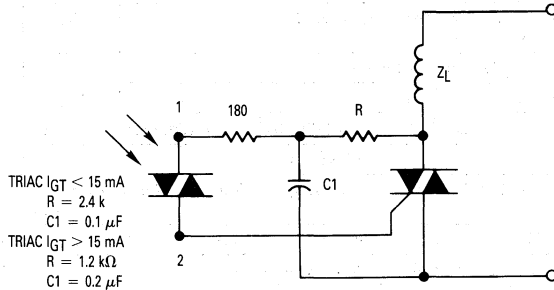 Z_L
1
180
R
C1
TRIAC I_GT < 15 mA
R = 2.4 k
C1 = 0.1 μF
TRIAC I_GT > 15 mA
R = 1.2 kΩ
C1 = 0.2 μF
2